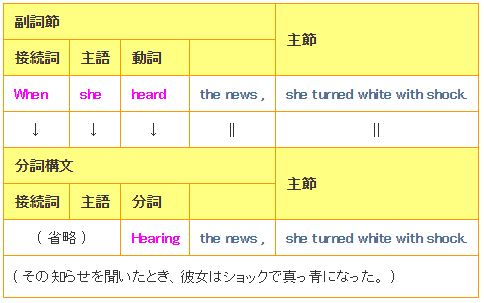 副詞節 主節
接続詞 主語 動詞
When she heard the news , she turned white with shock.
↓ ↓ ↓ || ||
分詞構文 主節
接続詞 主語 分詞
( 省略 ) Hearing the news , she turned white with shock.
( その知らせを聞いたとき、彼女はショックで真っ青になった。 )